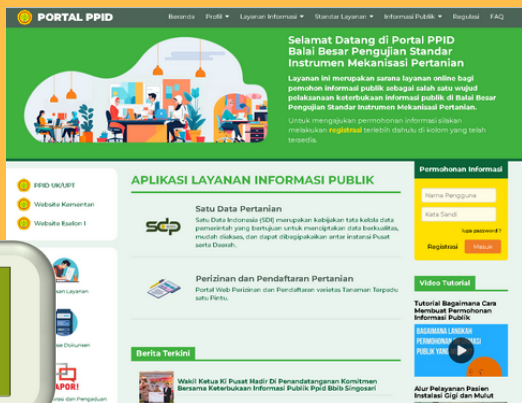 PORTAL PPID
Beranda Profil Layanan Informasi Standar Layanan Informasi Publik Regulasi FAQ
Selamat Datang di Portal PPID
Balai Besar Pengujian Standar
Instrumen Mekanisasi Pertanian
Layanan ini merupakan sarana layanan online bagi
pemohon informasi publik sebagai salah satu wujud
pelaksanaan keterbukaan informasi publik di Balai Besar
Pengujian Standar Instrumen Mekanisasi Pertanian.
Untuk mengajukan permohonan informasi silakan
melakukan registrasi terlebih dahulu di kolom yang telah
tersedia.
PPID UK/UPT
Website Kementan
Website Eselon I
APLIKASI LAYANAN INFORMASI PUBLIK
sdp
Satu Data Pertanian
Satu Data Indonesia (SDI) merupakan kebijakan tata kelola data
pemerintah yang bertujuan untuk menciptakan data berkualitas,
mudah diakses, dan dapat dibagipakaikan antar instansi Pusat
serta Daerah.
Perizinan dan Pendaftaran Pertanian
Portal Web Perizinan dan Pendaftaran varietas Tanaman Terpadu
satu Pintu.
Berita Terkini
Wakil Ketua Ki Pusat Hadir Di Penandatanganan Komitmen
Bersama Keterbukaan Informasi Publik Ppid Bbib Singosari
Permohonan Informasi
Nama Pengguna
Kata Sandi
lupa password ?
Registrasi Masuk
Video Tutorial
Tutorial Bagaimana Cara
Membuat Permohonan
Informasi Publik
BAGAIMANA LANGKAH
PERMOHONAN INFORMASI
PUBLIK YANG
Alur Pelayanan Pasien
Instalasi Gigi dan Mulut
Layanan
Dokumen
APOR!
dan Pengaduan